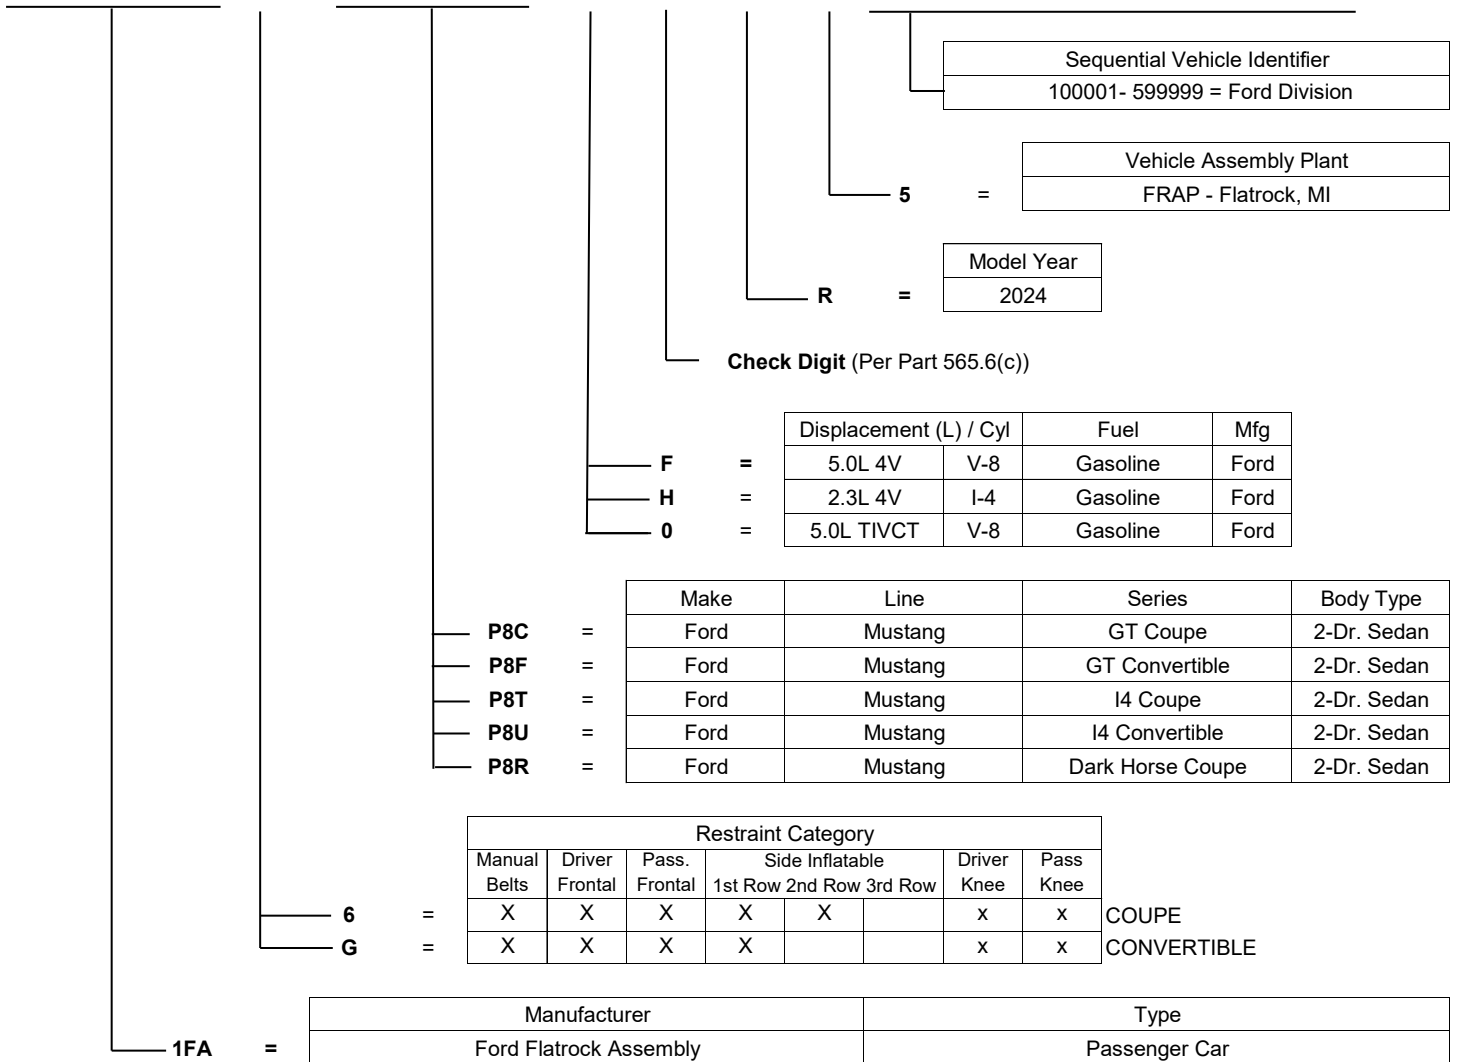 Sequential Vehicle Identifier
100001- 599999 = Ford Division
Vehicle Assembly Plant
5 = FRAP - Flatrock, MI
Model Year
R = 2024
Check Digit (Per Part 565.6(c))
Displacement (L) / Cyl Fuel Mfg
F = 5.0L 4V V-8 Gasoline Ford
H = 2.3L 4V I-4 Gasoline Ford
0 = 5.0L TIVCT V-8 Gasoline Ford
Make Line Series Body Type
P8C = Ford Mustang GT Coupe 2-Dr. Sedan
P8F = Ford Mustang GT Convertible 2-Dr. Sedan
P8T = Ford Mustang I4 Coupe 2-Dr. Sedan
P8U = Ford Mustang I4 Convertible 2-Dr. Sedan
P8R = Ford Mustang Dark Horse Coupe 2-Dr. Sedan
Restraint Category
Manual Driver Pass. Side Inflatable Driver Pass
Belts Frontal Frontal 1st Row 2nd Row 3rd Row Knee Knee
6 = X X X X X x x COUPE
G = X X X X x x CONVERTIBLE
Manufacturer Type
1FA = Ford Flatrock Assembly Passenger Car